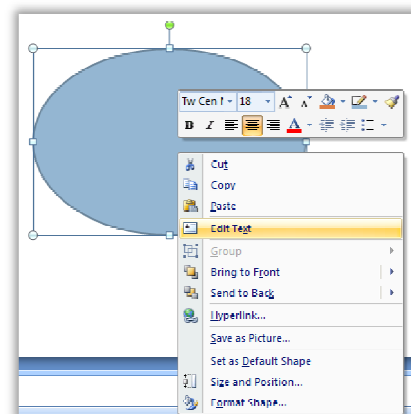 Tw Cen M 18 A A
B I A
Cut
Copy
Paste
Edit Text
Group
Bring to Front
Send to Back
Hyperlink...
Save as Picture...
Set as Default Shape
Size and Position...
Format Shape...